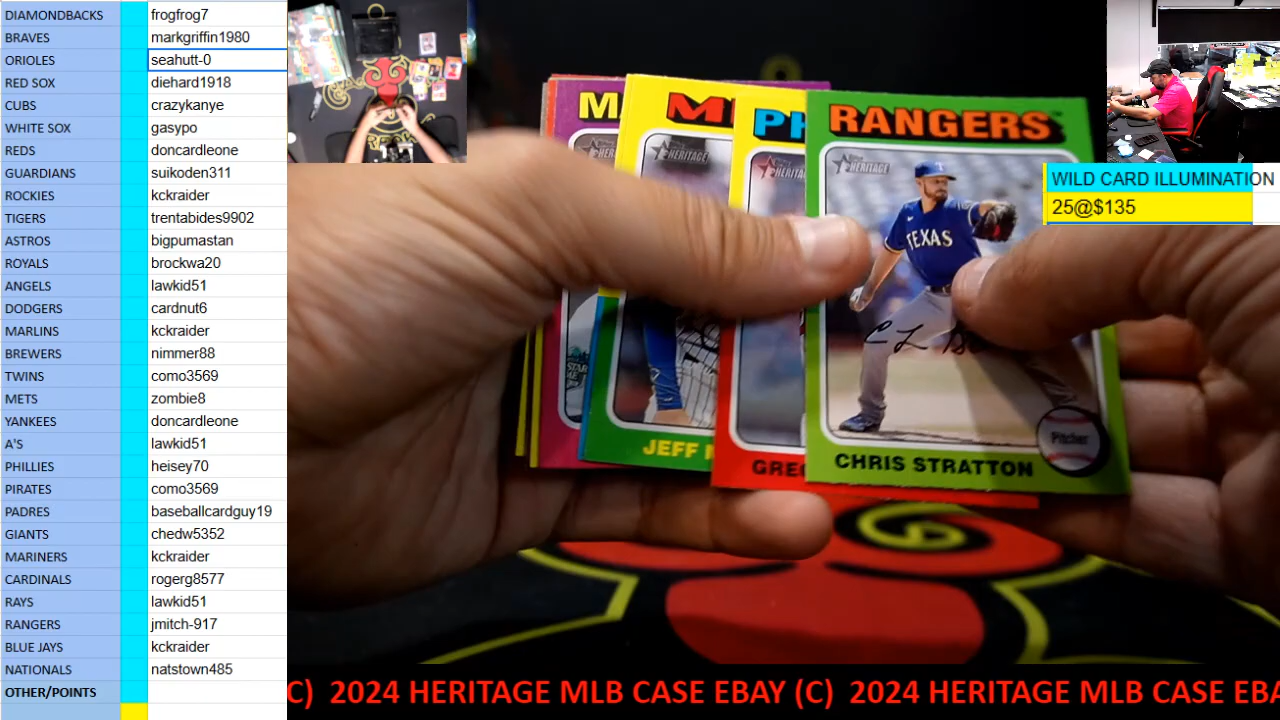 DIAMONDBACKS frogfrog7
BRAVES markgriffin1980
ORIOLES seahutt-0
RED SOX diehard1918
CUBS crazykanye
WHITE SOX gasypo
REDS doncardleone
GUARDIANS suikoden311
ROCKIES kckraider
TIGERS trentabides9902
ASTROS bigpumastan
ROYALS brockwa20
ANGELS lawkid51
DODGERS cardnut6
MARLINS kckraider
BREWERS nimmer88
TWINS como3569
METS zombie8
YANKEES doncardleone
A'S lawkid51
PHILLIES heisey70
PIRATES como3569
PADRES baseballcardguy19
GIANTS chedw5352
MARINERS kckraider
CARDINALS rogerg8577
RAYS lawkid51
RANGERS jmitch-917
BLUE JAYS kckraider
NATIONALS natstown485
OTHER/POINTS
WILD CARD ILLUMINATION
25@$135
RANGERS
Topps HERITAGE
TEXAS
Pitcher
CHRIS STRATTON
HERITAGE
JEFF
C) 2024 HERITAGE MLB CASE EBAY (C) 2024 HERITAGE MLB CASE EBA